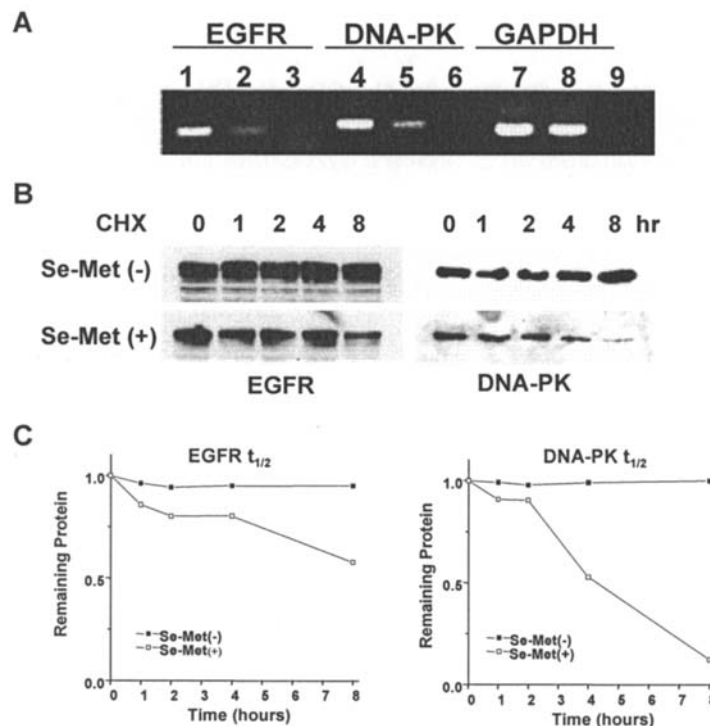 A
EGFR DNA-PK GAPDH
1 2 3 4 5 6 7 8 9
B
CHX 0 1 2 4 8 0 1 2 4 8 hr
Se-Met (-)
Se-Met (+)
EGFR DNA-PK
C
EGFR t1/2
Remaining Protein
1.0
0.5
0.0
Se-Met(-)
Se-Met(+)
0 1 2 3 4 5 6 7 8
Time (hours)
DNA-PK t1/2
Remaining Protein
1.0
0.5
0.0
Se-Met(-)
Se-Met(+)
0 1 2 3 4 5 6 7 8
Time (hours)